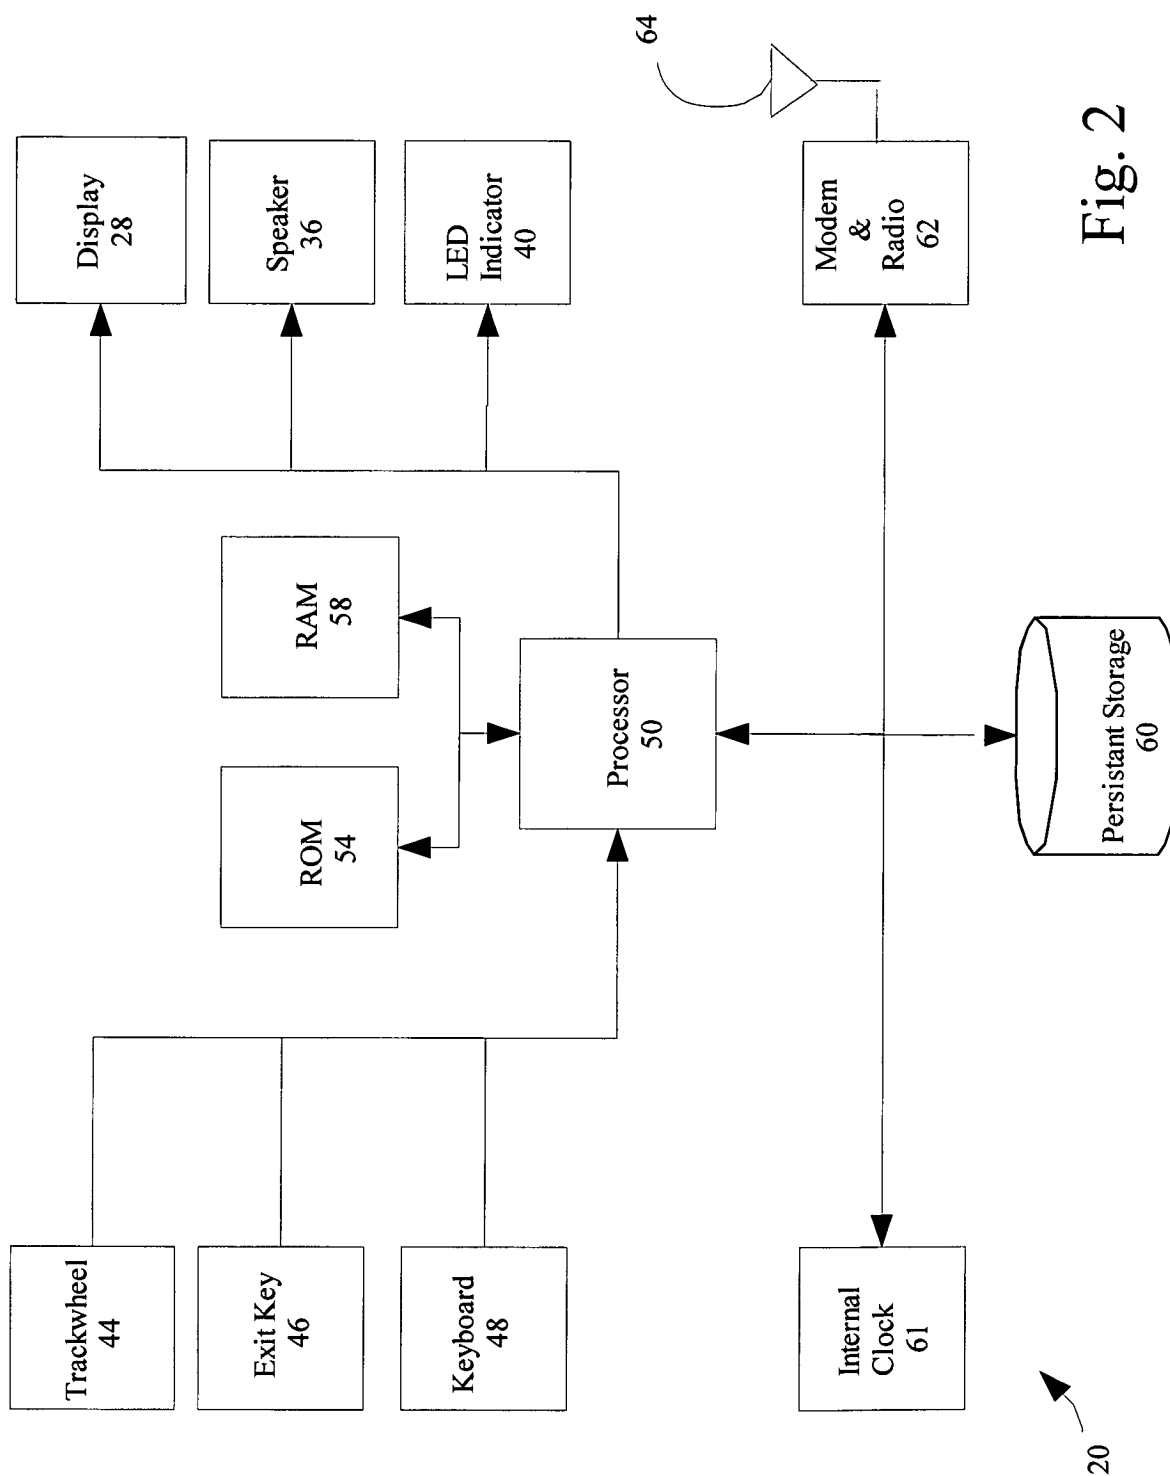 Trackwheel
44
Exit Key
46
Keyboard
48
ROM
54
RAM
58
Processor
50
Display
28
Speaker
36
LED
Indicator
40
Internal
Clock
61
Modem
&
Radio
62
64
Persistant Storage
60
20
Fig. 2